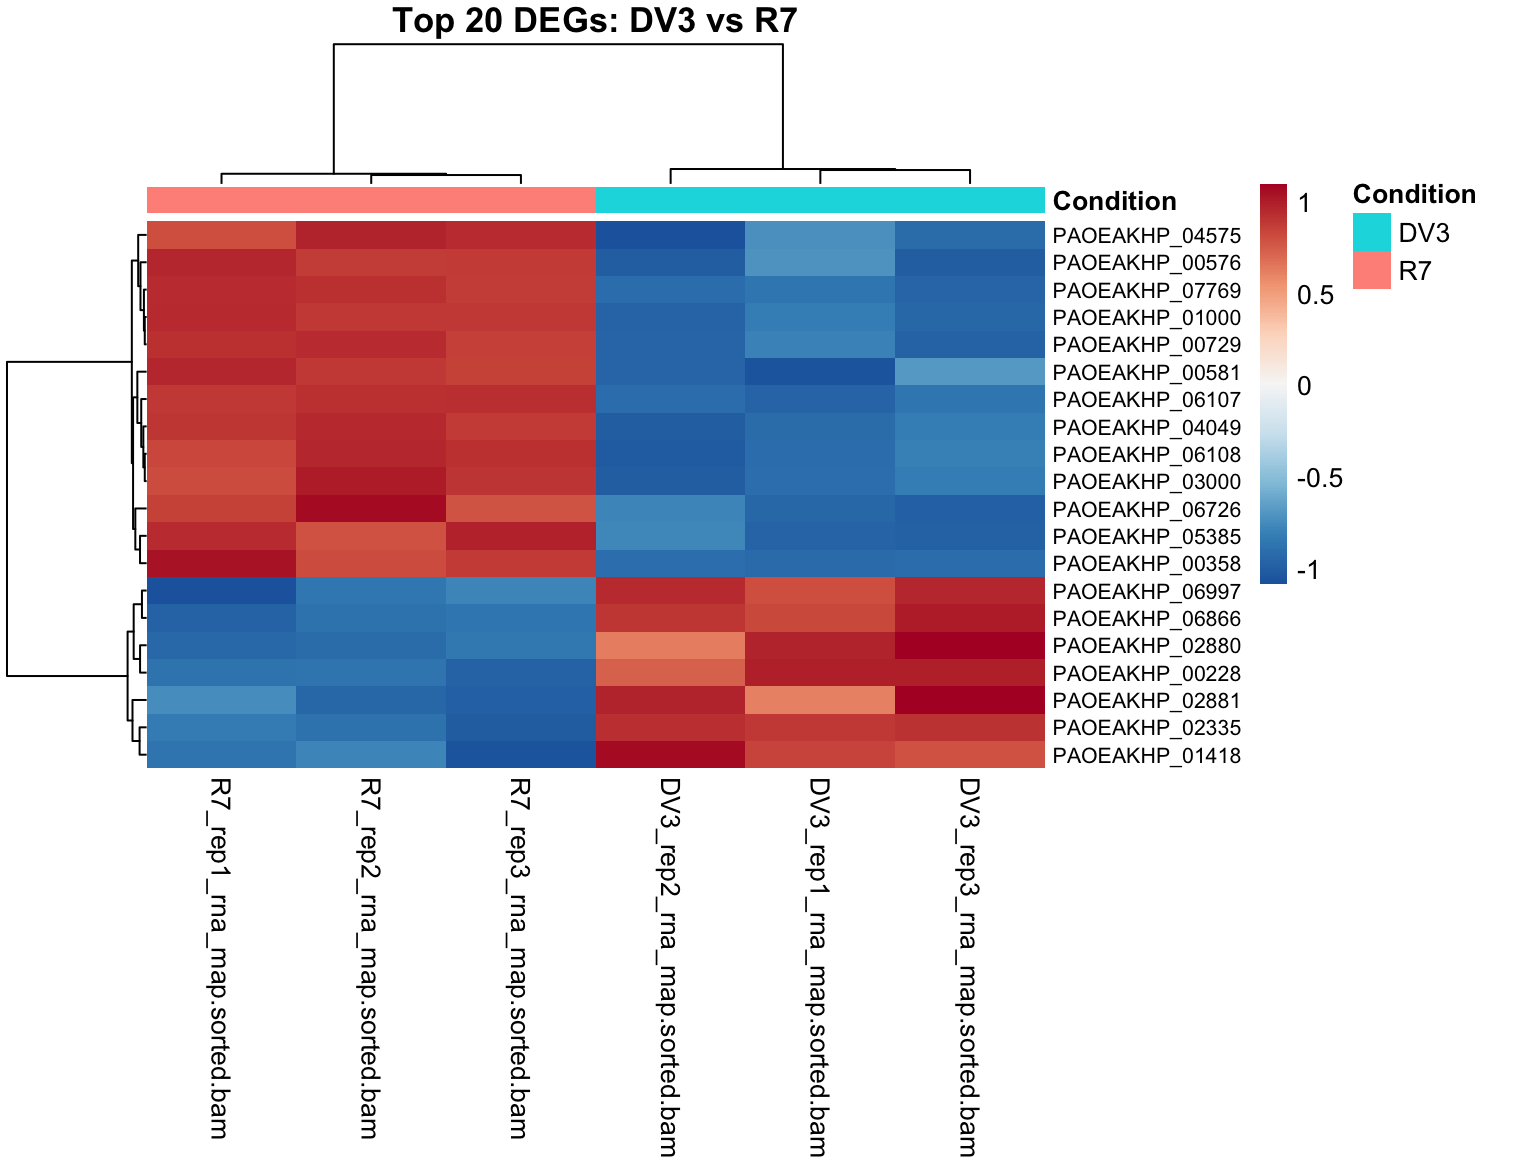 Top 20 DEGs: DV3 vs R7
Condition
PAOEAKHP_04575
PAOEAKHP_00576
PAOEAKHP_07769
PAOEAKHP_01000
PAOEAKHP_00729
PAOEAKHP_00581
PAOEAKHP_06107
PAOEAKHP_04049
PAOEAKHP_06108
PAOEAKHP_03000
PAOEAKHP_06726
PAOEAKHP_05385
PAOEAKHP_00358
PAOEAKHP_06997
PAOEAKHP_06866
PAOEAKHP_02880
PAOEAKHP_00228
PAOEAKHP_02881
PAOEAKHP_02335
PAOEAKHP_01418
1
0.5
0
-0.5
-1
Condition
DV3
R7
R7_rep1_rna_map.sorted.bam
R7_rep2_rna_map.sorted.bam
R7_rep3_rna_map.sorted.bam
DV3_rep2_rna_map.sorted.bam
DV3_rep1_rna_map.sorted.bam
DV3_rep3_rna_map.sorted.bam